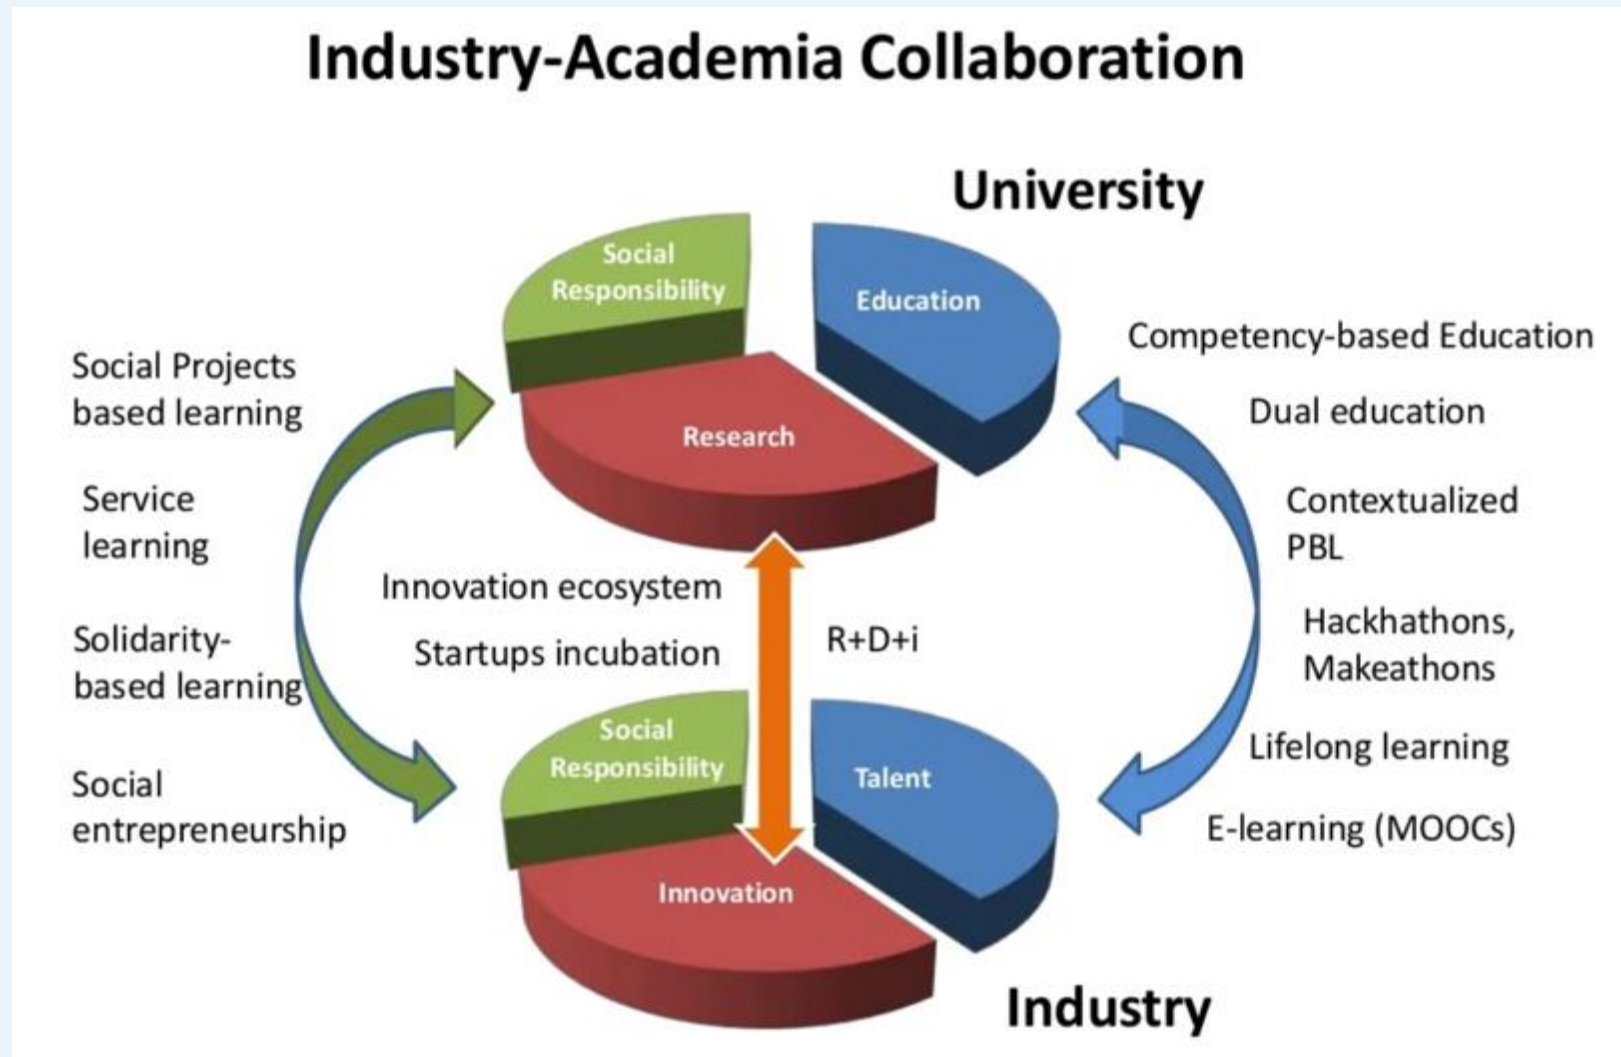 Industry-Academia Collaboration
University
Social
Responsibility
Education
Research
Social Projects
based learning
Service
learning
Solidarity-
based learning
Social
entrepreneurship
Innovation ecosystem
Startups incubation
R+D+i
Competency-based Education
Dual education
Contextualized
PBL
Hackhathons,
Makeathons
Lifelong learning
E-learning (MOOCs)
Social
Responsibility
Talent
Innovation
Industry